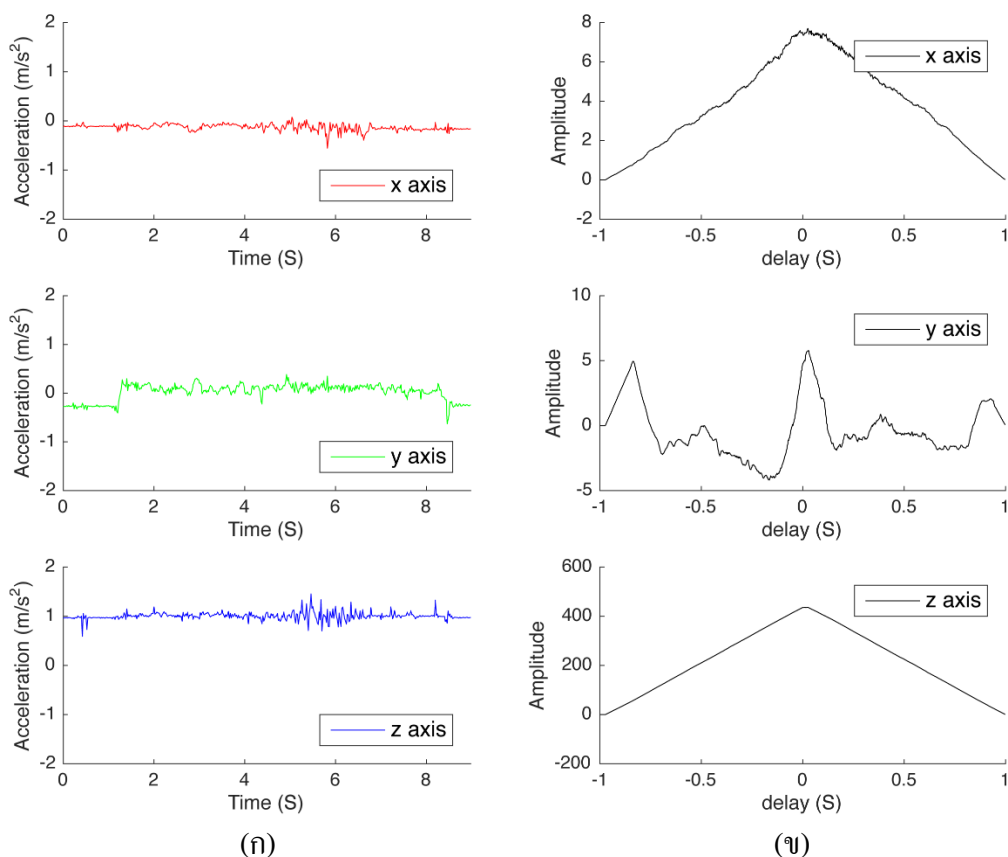 2
1
0
-1
-2
Acceleration (m/s²)
x axis
0 2 4 6 8
Time (S)
8
6
4
2
0
-2
Amplitude
x axis
-1 -0.5 0 0.5 1
delay (S)
2
1
0
-1
-2
Acceleration (m/s²)
y axis
0 2 4 6 8
Time (S)
10
5
0
-5
Amplitude
y axis
-1 -0.5 0 0.5 1
delay (S)
2
1
0
-1
-2
Acceleration (m/s²)
z axis
0 2 4 6 8
Time (S)
600
400
200
0
-200
Amplitude
z axis
-1 -0.5 0 0.5 1
delay (S)
(ก) (ข)